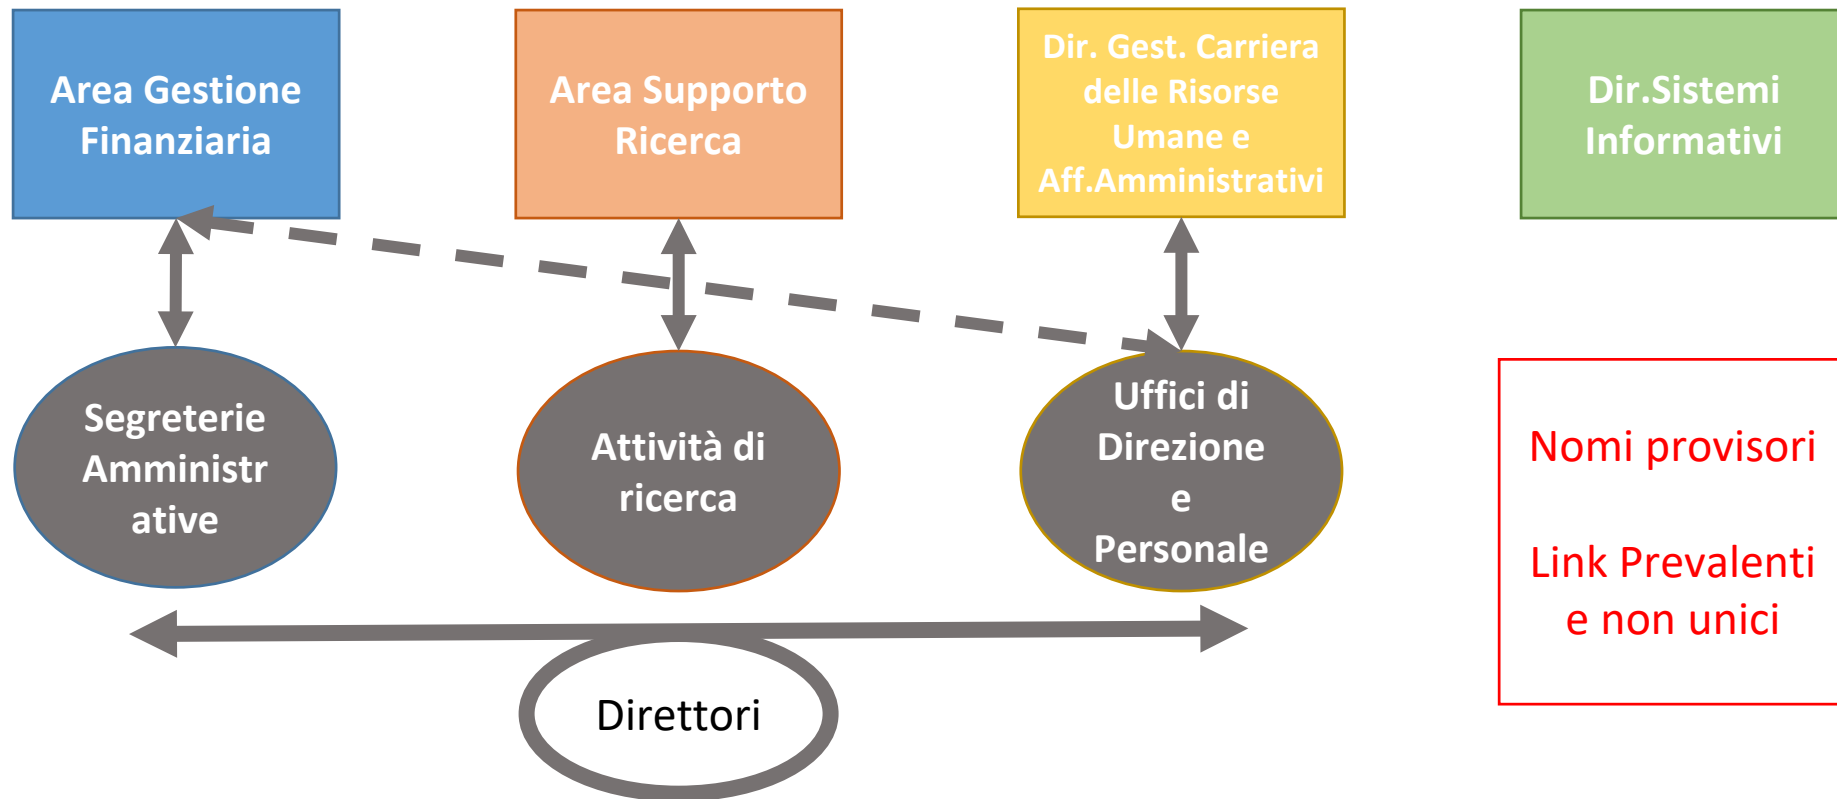 Area Gestione
Finanziaria
Area Supporto
Ricerca
Dir. Gest. Carriera
delle Risorse
Umane e
Aff.Amministrativi
Dir.Sistemi
Informativi
Segreterie
Amministr
ative
Attività di
ricerca
Uffici di
Direzione
e
Personale
Nomi provisori
Link Prevalenti
e non unici
Direttori